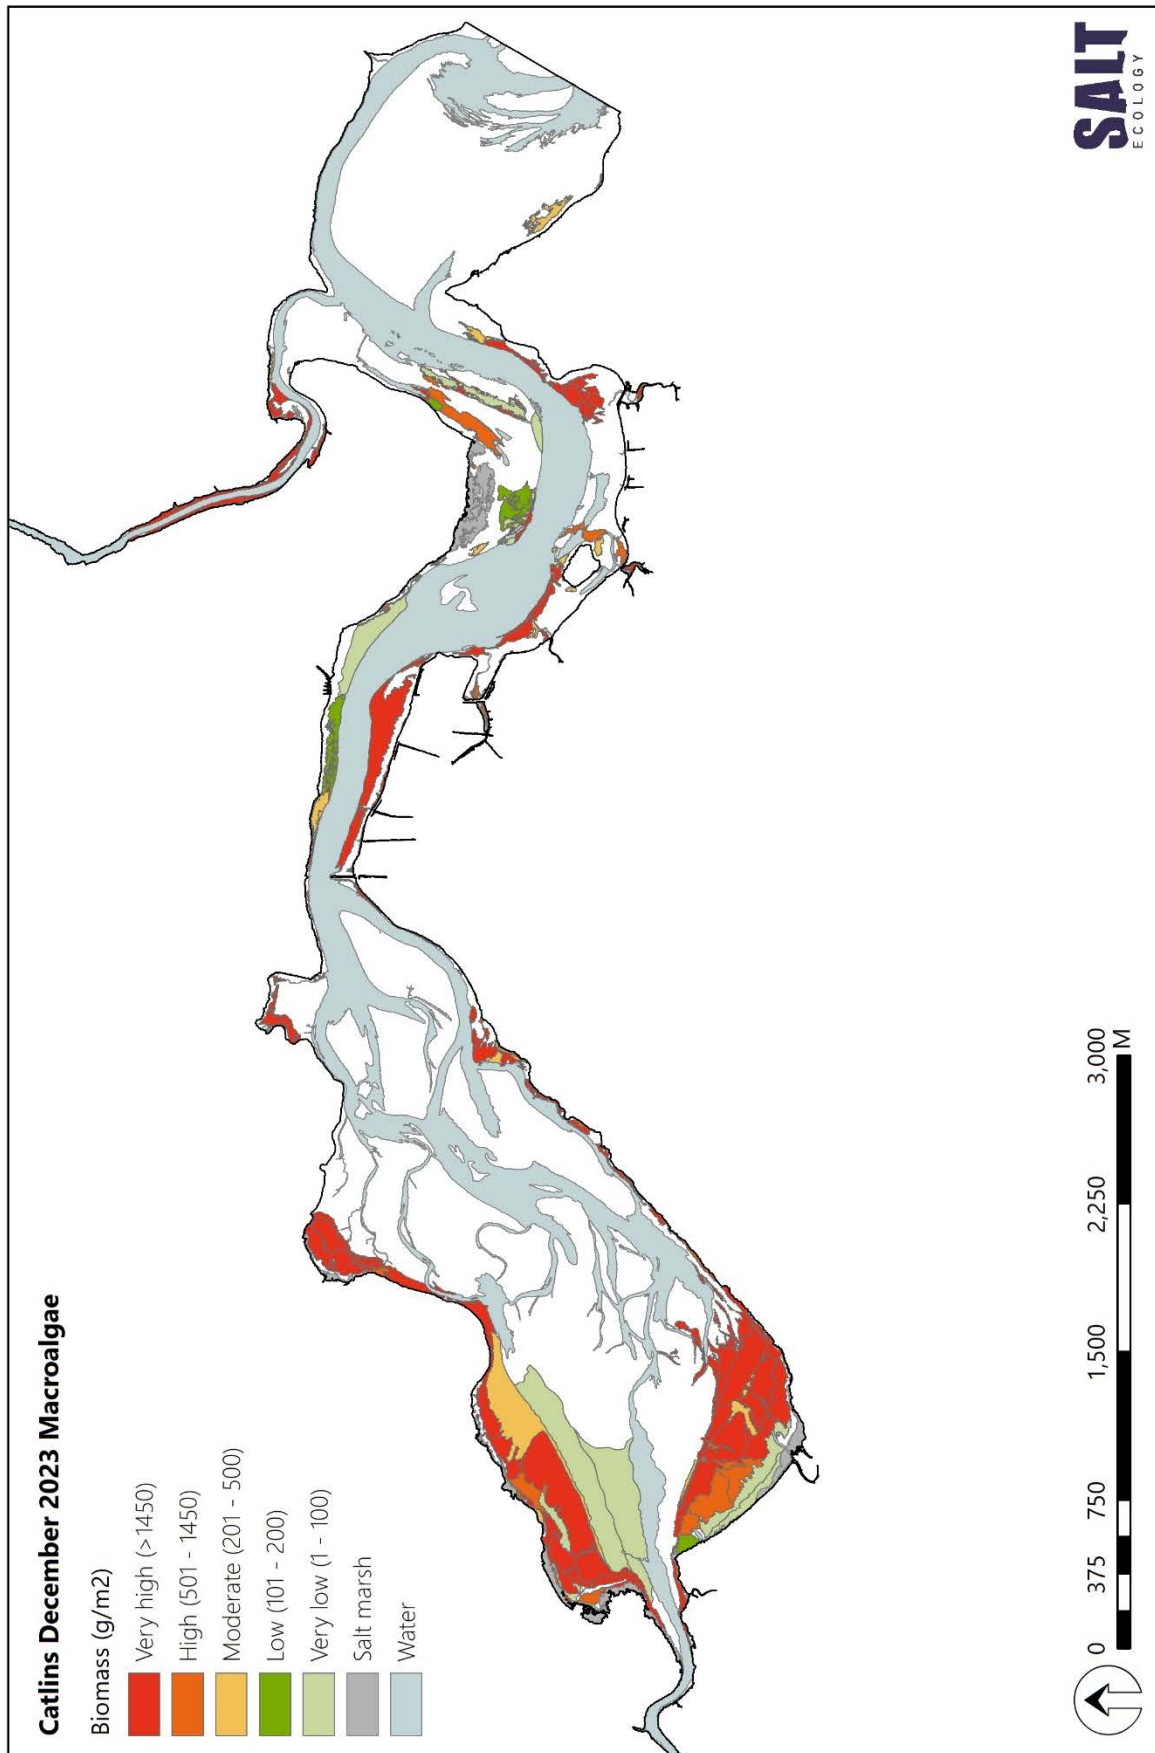 Catlins December 2023 Macroalgae
Biomass (g/m2)
Very high (>1450)
High (501 - 1450)
Moderate (201 - 500)
Low (101 - 200)
Very low (1 - 100)
Salt marsh
Water
0 375 750 1,500 2,250 3,000
M
SALT
ECOLOGY